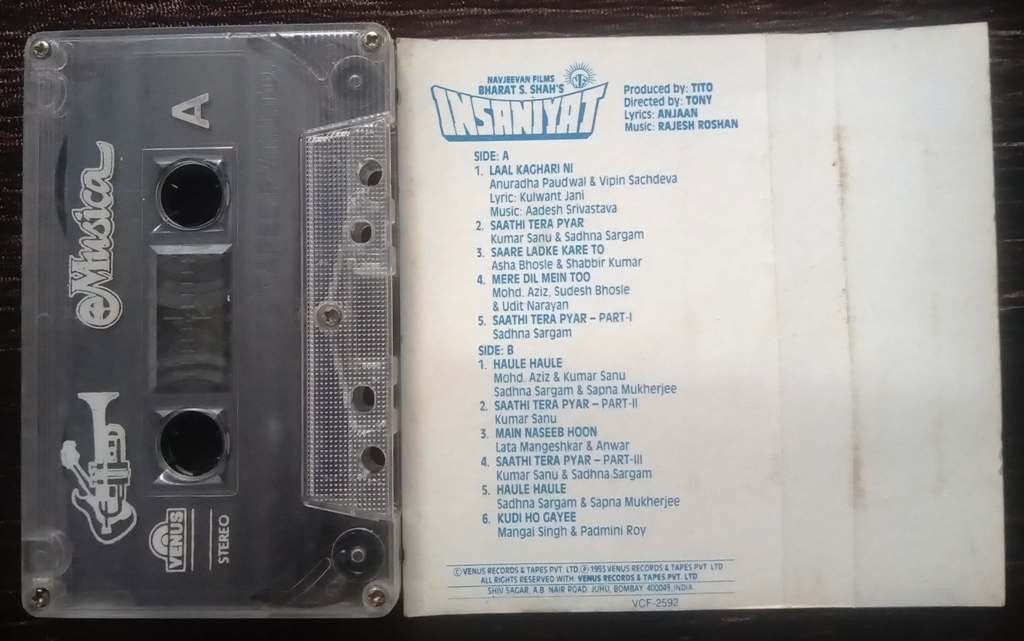 A
Musica
VENUS
STEREO
NAVJEEVAN FILMS
BHARAT S. SHAH'S
INSANIYAT
Produced by: TITO
Directed by: TONY
Lyrics: ANJAAN
Music: RAJESH ROSHAN
SIDE: A
1. LAAL KAGHARI NI
Anuradha Paudwal & Vipin Sachdeva
Lyric: Kulwant Jani
Music: Aadesh Srivastava
2. SAATHI TERA PYAR
Kumar Sanu & Sadhna Sargam
3. SAARE LADKE KARE TO
Asha Bhosle & Shabbir Kumar
4. MERE DIL MEIN TOO
Mohd. Aziz, Sudesh Bhosle
& Udit Narayan
5. SAATHI TERA PYAR – PART-I
Sadhna Sargam
SIDE: B
1. HAULE HAULE
Mohd. Aziz & Kumar Sanu
Sadhna Sargam & Sapna Mukherjee
2. SAATHI TERA PYAR – PART-II
Kumar Sanu
3. MAIN NASEEB HOON
Lata Mangeshkar & Anwar
4. SAATHI TERA PYAR – PART-III
Kumar Sanu & Sadhna Sargam
5. HAULE HAULE
Sadhna Sargam & Sapna Mukherjee
6. KUDI HO GAYEE
Mangal Singh & Padmini Roy
© VENUS RECORDS & TAPES PVT. LTD ℗ 1993 VENUS RECORDS & TAPES PVT. LTD
ALL RIGHTS RESERVED WITH: VENUS RECORDS & TAPES PVT. LTD
SHIV SAGAR, A.B. NAIR ROAD, JUHU, BOMBAY 400049, INDIA.
VCF-2592